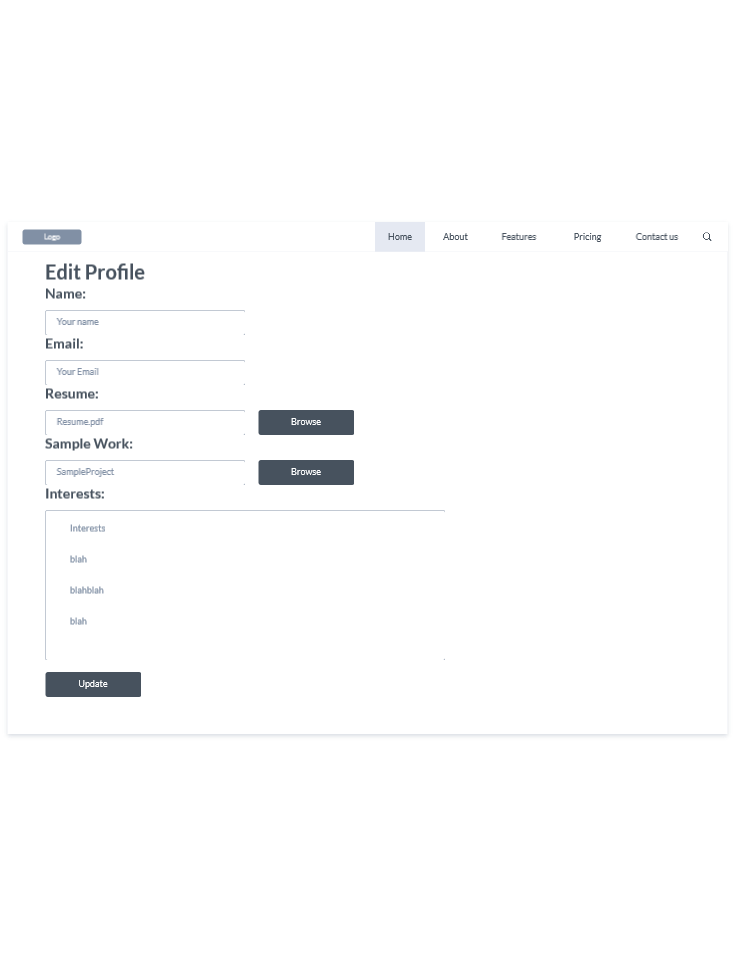 Logo
Home About Features Pricing Contact us
Edit Profile
Name:
Your name
Email:
Your Email
Resume:
Resume.pdf Browse
Sample Work:
SampleProject Browse
Interests:
Interests
blah
blahblah
blah
Update